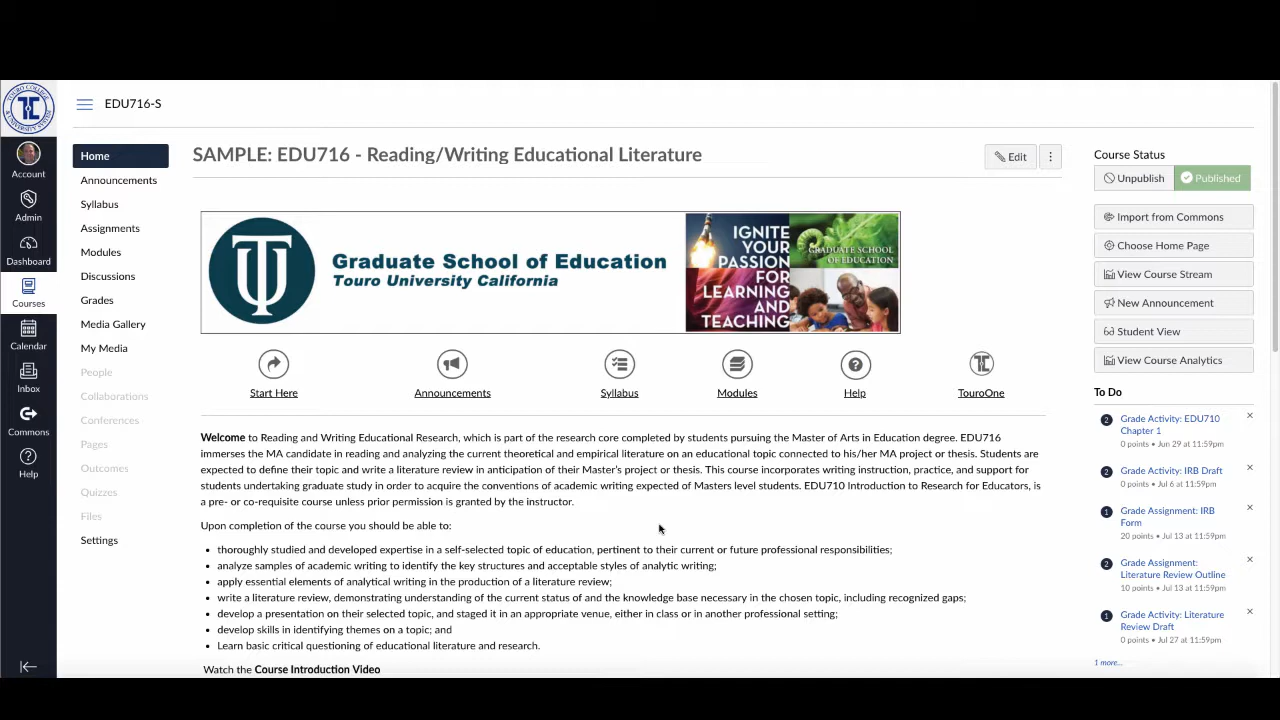 TOURO COLLEGE
& UNIVERSITY SYSTEM
EDU716-S
Account
Admin
Dashboard
Courses
Calendar
Inbox
Commons
Help
Home
Announcements
Syllabus
Assignments
Modules
Discussions
Grades
Media Gallery
My Media
People
Collaborations
Conferences
Pages
Outcomes
Quizzes
Files
Settings
SAMPLE: EDU716 - Reading/Writing Educational Literature
Edit
Graduate School of Education
Touro University California
IGNITE
YOUR
PASSION
FOR
LEARNING
AND
TEACHING
GRADUATE SCHOOL
OF EDUCATION
Start Here
Announcements
Syllabus
Modules
Help
TouroOne
Welcome to Reading and Writing Educational Research, which is part of the research core completed by students pursuing the Master of Arts in Education degree. EDU716
immerses the MA candidate in reading and analyzing the current theoretical and empirical literature on an educational topic connected to his/her MA project or thesis. Students are
expected to define their topic and write a literature review in anticipation of their Master's project or thesis. This course incorporates writing instruction, practice, and support for
students undertaking graduate study in order to acquire the conventions of academic writing expected of Masters level students. EDU710 Introduction to Research for Educators, is
a pre- or co-requisite course unless prior permission is granted by the instructor.
Upon completion of the course you should be able to:
• thoroughly studied and developed expertise in a self-selected topic of education, pertinent to their current or future professional responsibilities;
• analyze samples of academic writing to identify the key structures and acceptable styles of analytic writing;
• apply essential elements of analytical writing in the production of a literature review;
• write a literature review, demonstrating understanding of the current status of and the knowledge base necessary in the chosen topic, including recognized gaps;
• develop a presentation on their selected topic, and staged it in an appropriate venue, either in class or in another professional setting;
• develop skills in identifying themes on a topic; and
• Learn basic critical questioning of educational literature and research.
Watch the Course Introduction Video
Course Status
Unpublish
Published
Import from Commons
Choose Home Page
View Course Stream
New Announcement
Student View
View Course Analytics
To Do
2 Grade Activity: EDU710
Chapter 1
0 points • Jun 29 at 11:59pm
2 Grade Activity: IRB Draft
0 points • Jul 6 at 11:59pm
1 Grade Assignment: IRB
Form
20 points • Jul 13 at 11:59pm
2 Grade Assignment:
Literature Review Outline
10 points • Jul 13 at 11:59pm
1 Grade Activity: Literature
Review Draft
0 points • Jul 27 at 11:59pm
1 more...